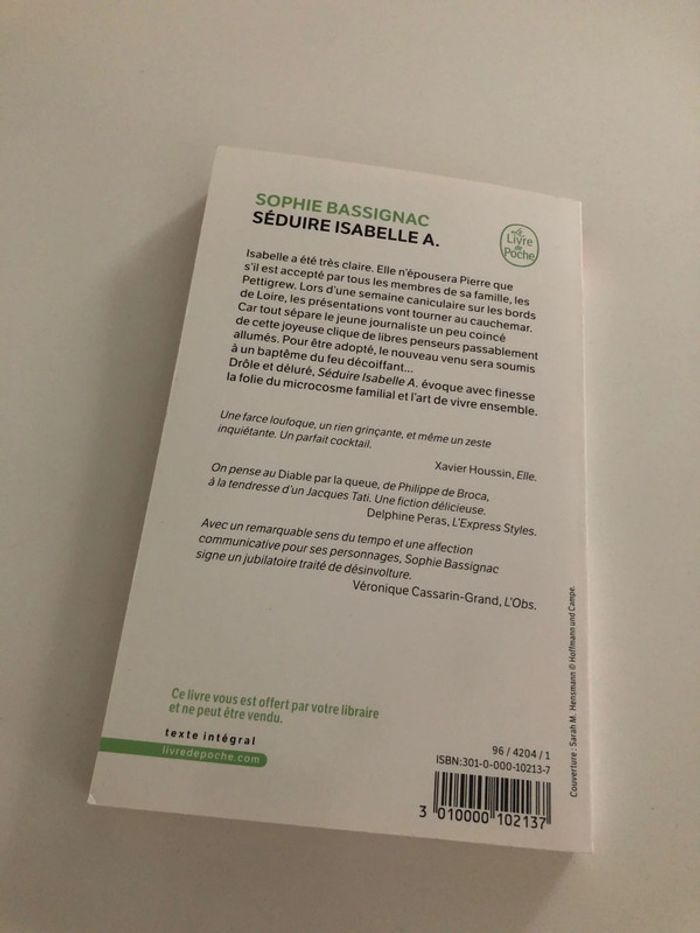 SOPHIE BASSIGNAC
SÉDUIRE ISABELLE A.
Le
Livre
de
Poche
Isabelle a été très claire. Elle n'épousera Pierre que
s'il est accepté par tous les membres de sa famille, les
Pettigrew. Lors d'une semaine caniculaire sur les bords
de Loire, les présentations vont tourner au cauchemar.
Car tout sépare le jeune journaliste un peu coincé
de cette joyeuse clique de libres penseurs passablement
allumés. Pour être adopté, le nouveau venu sera soumis
à un baptême du feu décoiffant...
Drôle et déluré, Séduire Isabelle A. évoque avec finesse
la folie du microcosme familial et l'art de vivre ensemble.
Une farce loufoque, un rien grinçante, et même un zeste
inquiétante. Un parfait cocktail.
Xavier Houssin, Elle.
On pense au Diable par la queue, de Philippe de Broca,
à la tendresse d'un Jacques Tati. Une fiction délicieuse.
Delphine Peras, L'Express Styles.
Avec un remarquable sens du tempo et une affection
communicative pour ses personnages, Sophie Bassignac
signe un jubilatoire traité de désinvolture.
Véronique Cassarin-Grand, L'Obs.
Ce livre vous est offert par votre libraire
et ne peut être vendu.
texte intégral
livredepoche.com
96 / 4204 / 1
ISBN:301-0-000-10213-7
3 010000 102137
Couverture : Sarah M. Hensmann © Hoffmann und Campe.